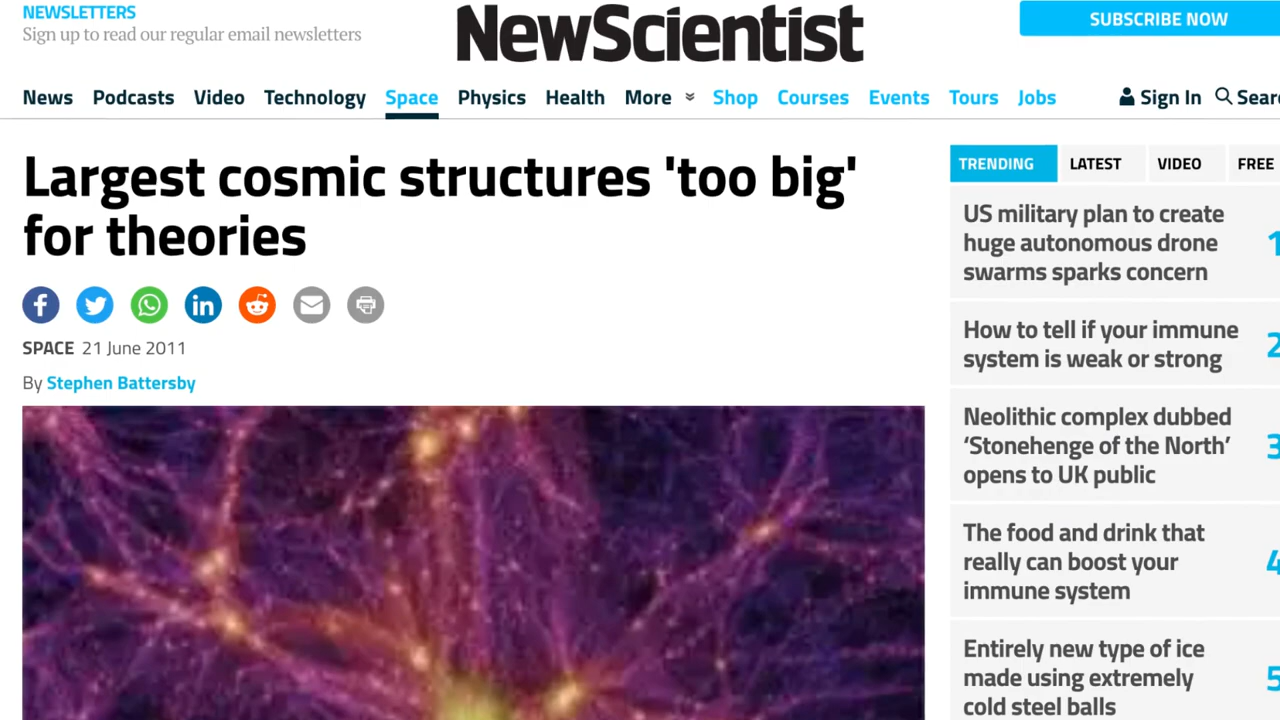 NEWSLETTERS
Sign up to read our regular email newsletters
NewScientist
SUBSCRIBE NOW
News Podcasts Video Technology Space Physics Health More Shop Courses Events Tours Jobs Sign In
Largest cosmic structures 'too big'
for theories
SPACE 21 June 2011
By Stephen Battersby
TRENDING LATEST VIDEO FREE
US military plan to create
huge autonomous drone
swarms sparks concern
1
How to tell if your immune
system is weak or strong
2
Neolithic complex dubbed
‘Stonehenge of the North’
opens to UK public
3
The food and drink that
really can boost your
immune system
4
Entirely new type of ice
made using extremely
cold steel balls
5